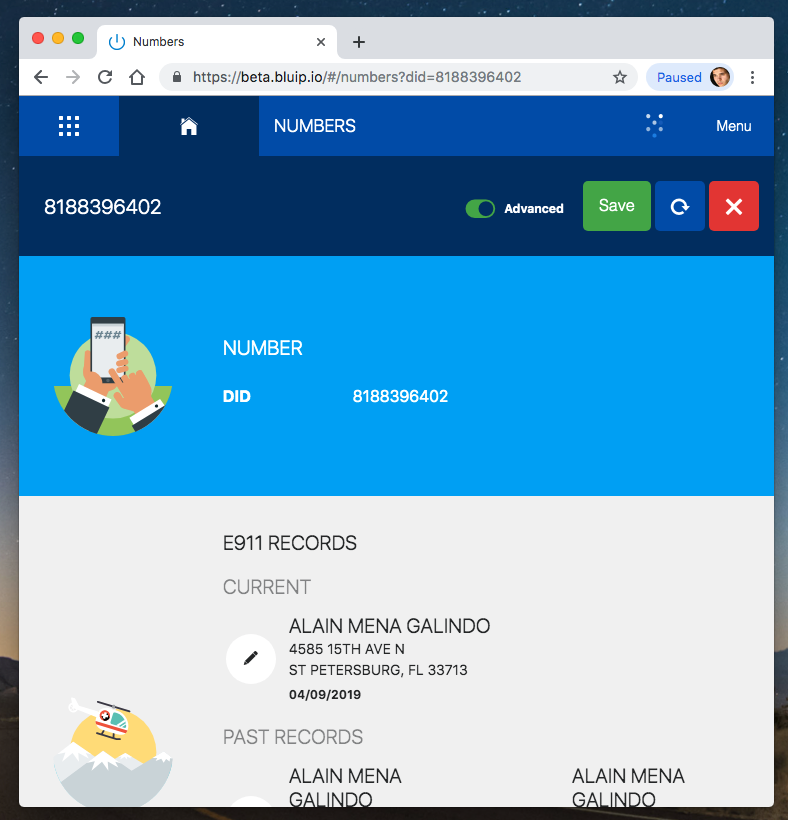 Numbers
https://beta.bluip.io/#/numbers?did=8188396402
Paused
NUMBERS
Menu
8188396402
Advanced
Save
###
NUMBER
DID 8188396402
E911 RECORDS
CURRENT
ALAIN MENA GALINDO
4585 15TH AVE N
ST PETERSBURG, FL 33713
04/09/2019
PAST RECORDS
ALAIN MENA
GALINDO
ALAIN MENA
GALINDO